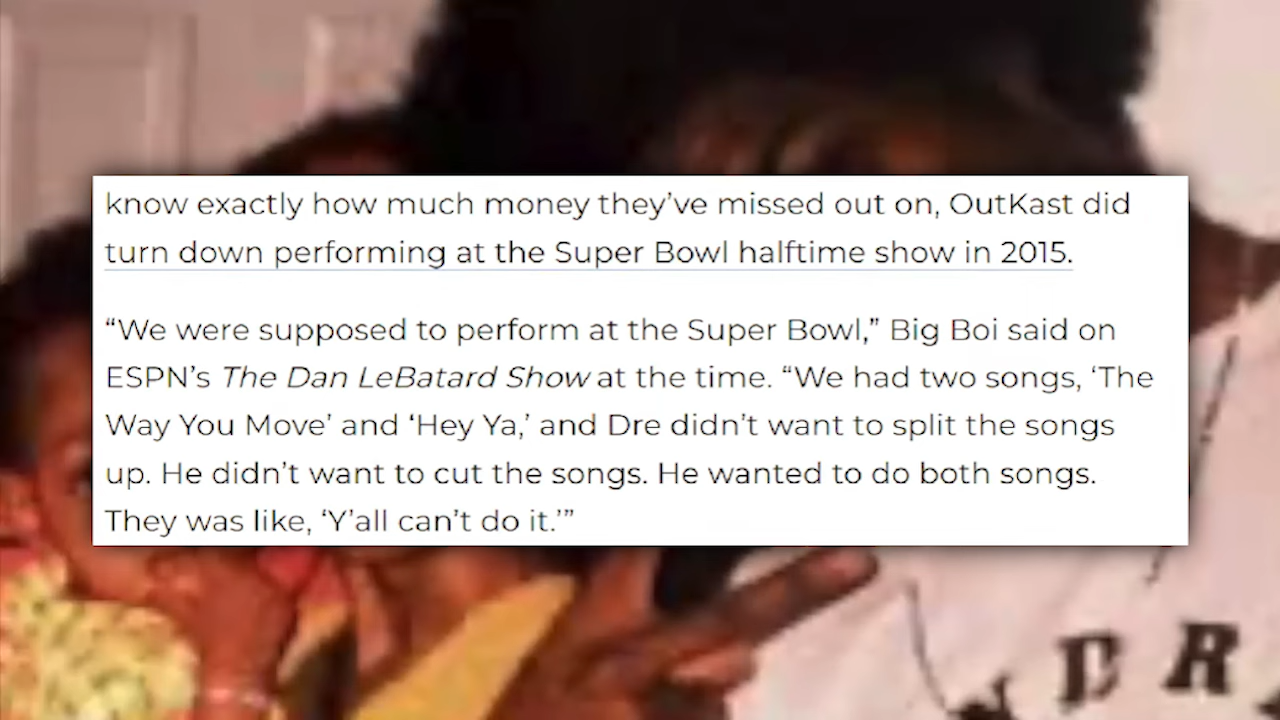 know exactly how much money they’ve missed out on, OutKast did
turn down performing at the Super Bowl halftime show in 2015.
“We were supposed to perform at the Super Bowl,” Big Boi said on
ESPN’s The Dan LeBatard Show at the time. “We had two songs, ‘The
Way You Move’ and ‘Hey Ya,’ and Dre didn’t want to split the songs
up. He didn’t want to cut the songs. He wanted to do both songs.
They was like, ‘Y’all can’t do it.’”